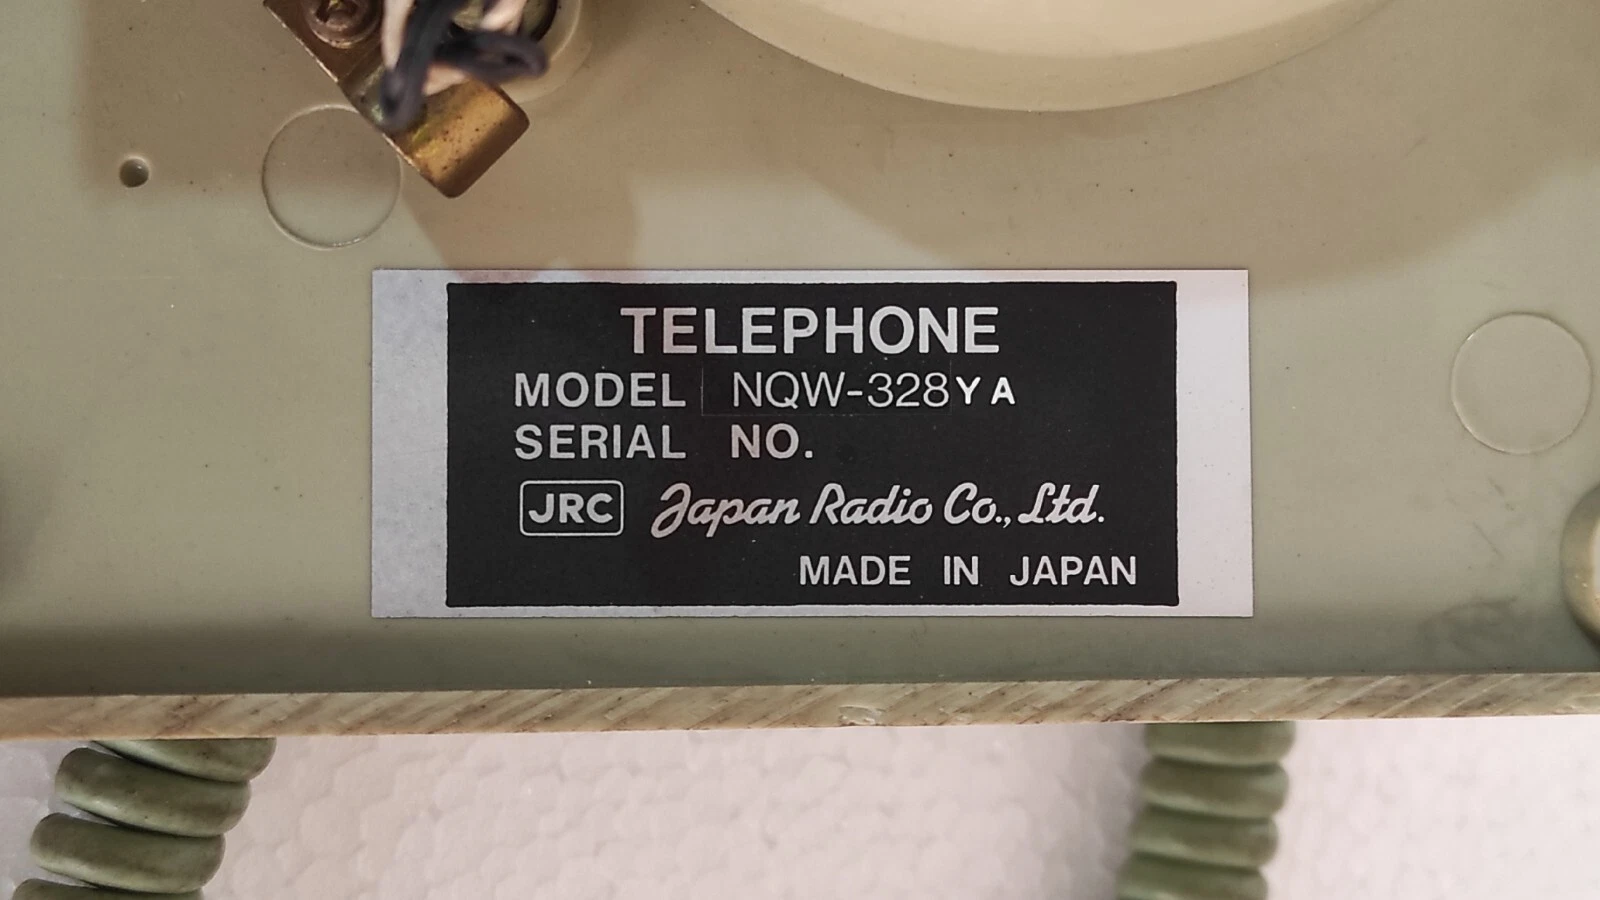 TELEPHONE
MODEL NQW-328YA
SERIAL NO.
JRC Japan Radio Co., Ltd.
MADE IN JAPAN